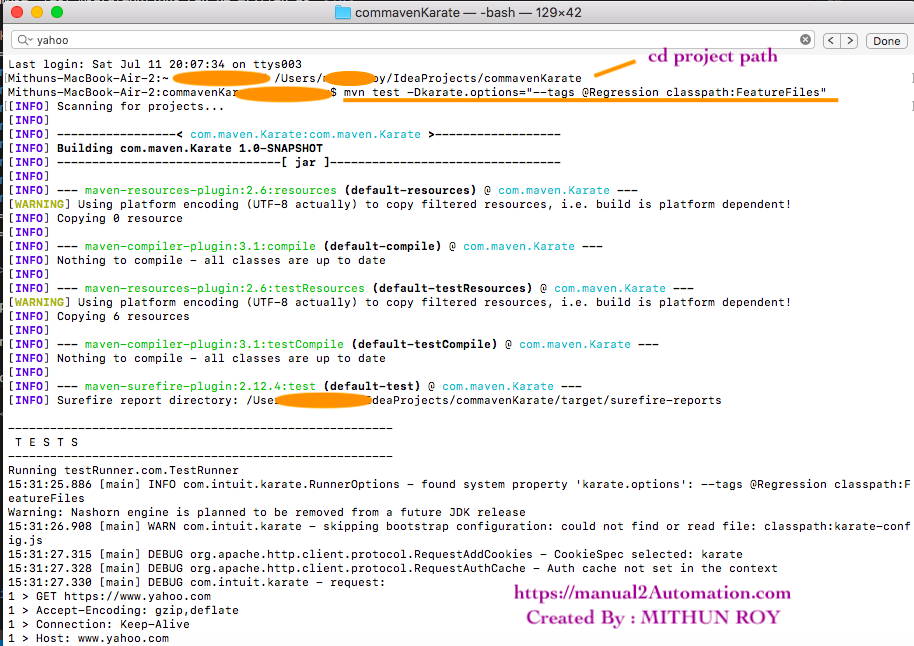 commavenKarate — -bash — 129×42
yahoo
Done
Last login: Sat Jul 11 20:07:34 on ttys003
cd project path
Mithuns-MacBook-Air-2:~ /Users/ oy/IdeaProjects/commavenKarate
Mithuns-MacBook-Air-2:commavenKar $ mvn test -Dkarate.options="--tags @Regression classpath:FeatureFiles"
[INFO] Scanning for projects...
[INFO]
[INFO] -----------------< com.maven.Karate:com.maven.Karate >-----------------
[INFO] Building com.maven.Karate 1.0-SNAPSHOT
[INFO] ------------------------------[ jar ]-------------------------------
[INFO]
[INFO] --- maven-resources-plugin:2.6:resources (default-resources) @ com.maven.Karate ---
[WARNING] Using platform encoding (UTF-8 actually) to copy filtered resources, i.e. build is platform dependent!
[INFO] Copying 0 resource
[INFO]
[INFO] --- maven-compiler-plugin:3.1:compile (default-compile) @ com.maven.Karate ---
[INFO] Nothing to compile - all classes are up to date
[INFO]
[INFO] --- maven-resources-plugin:2.6:testResources (default-testResources) @ com.maven.Karate ---
[WARNING] Using platform encoding (UTF-8 actually) to copy filtered resources, i.e. build is platform dependent!
[INFO] Copying 6 resources
[INFO]
[INFO] --- maven-compiler-plugin:3.1:testCompile (default-testCompile) @ com.maven.Karate ---
[INFO] Nothing to compile - all classes are up to date
[INFO]
[INFO] --- maven-surefire-plugin:2.12.4:test (default-test) @ com.maven.Karate ---
[INFO] Surefire report directory: /Use IdeaProjects/commavenKarate/target/surefire-reports
-------------------------------------------------------
T E S T S
-------------------------------------------------------
Running testRunner.com.TestRunner
15:31:25.886 [main] INFO com.intuit.karate.RunnerOptions - found system property 'karate.options': --tags @Regression classpath:F
eatureFiles
Warning: Nashorn engine is planned to be removed from a future JDK release
15:31:26.908 [main] WARN com.intuit.karate - skipping bootstrap configuration: could not find or read file: classpath:karate-conf
ig.js
15:31:27.315 [main] DEBUG org.apache.http.client.protocol.RequestAddCookies - CookieSpec selected: karate
15:31:27.328 [main] DEBUG org.apache.http.client.protocol.RequestAuthCache - Auth cache not set in the context
15:31:27.330 [main] DEBUG com.intuit.karate - request:
1 > GET https://www.yahoo.com
1 > Accept-Encoding: gzip,deflate
1 > Connection: Keep-Alive
1 > Host: www.yahoo.com
https://manual2Automation.com
Created By : MITHUN ROY